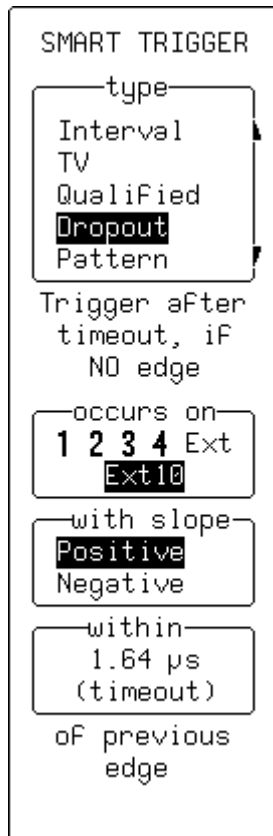 SMART TRIGGER
type
Interval
TV
Qualified
Dropout
Pattern
Trigger after
timeout, if
NO edge
occurs on
1 2 3 4 Ext
Ext10
with slope
Positive
Negative
within
1.64 µs
(timeout)
of previous
edge